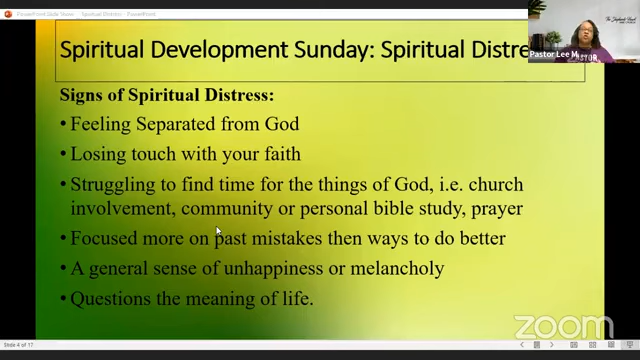 PowerPoint Slide Show - Spiritual Distress - PowerPoint
Spiritual Development Sunday: Spiritual Distre
Pastor Lee M
PASTOR
Signs of Spiritual Distress:
• Feeling Separated from God
• Losing touch with your faith
• Struggling to find time for the things of God, i.e. church
involvement, community or personal bible study, prayer
• Focused more on past mistakes then ways to do better
• A general sense of unhappiness or melancholy
• Questions the meaning of life.
zoom
Slide 4 of 17